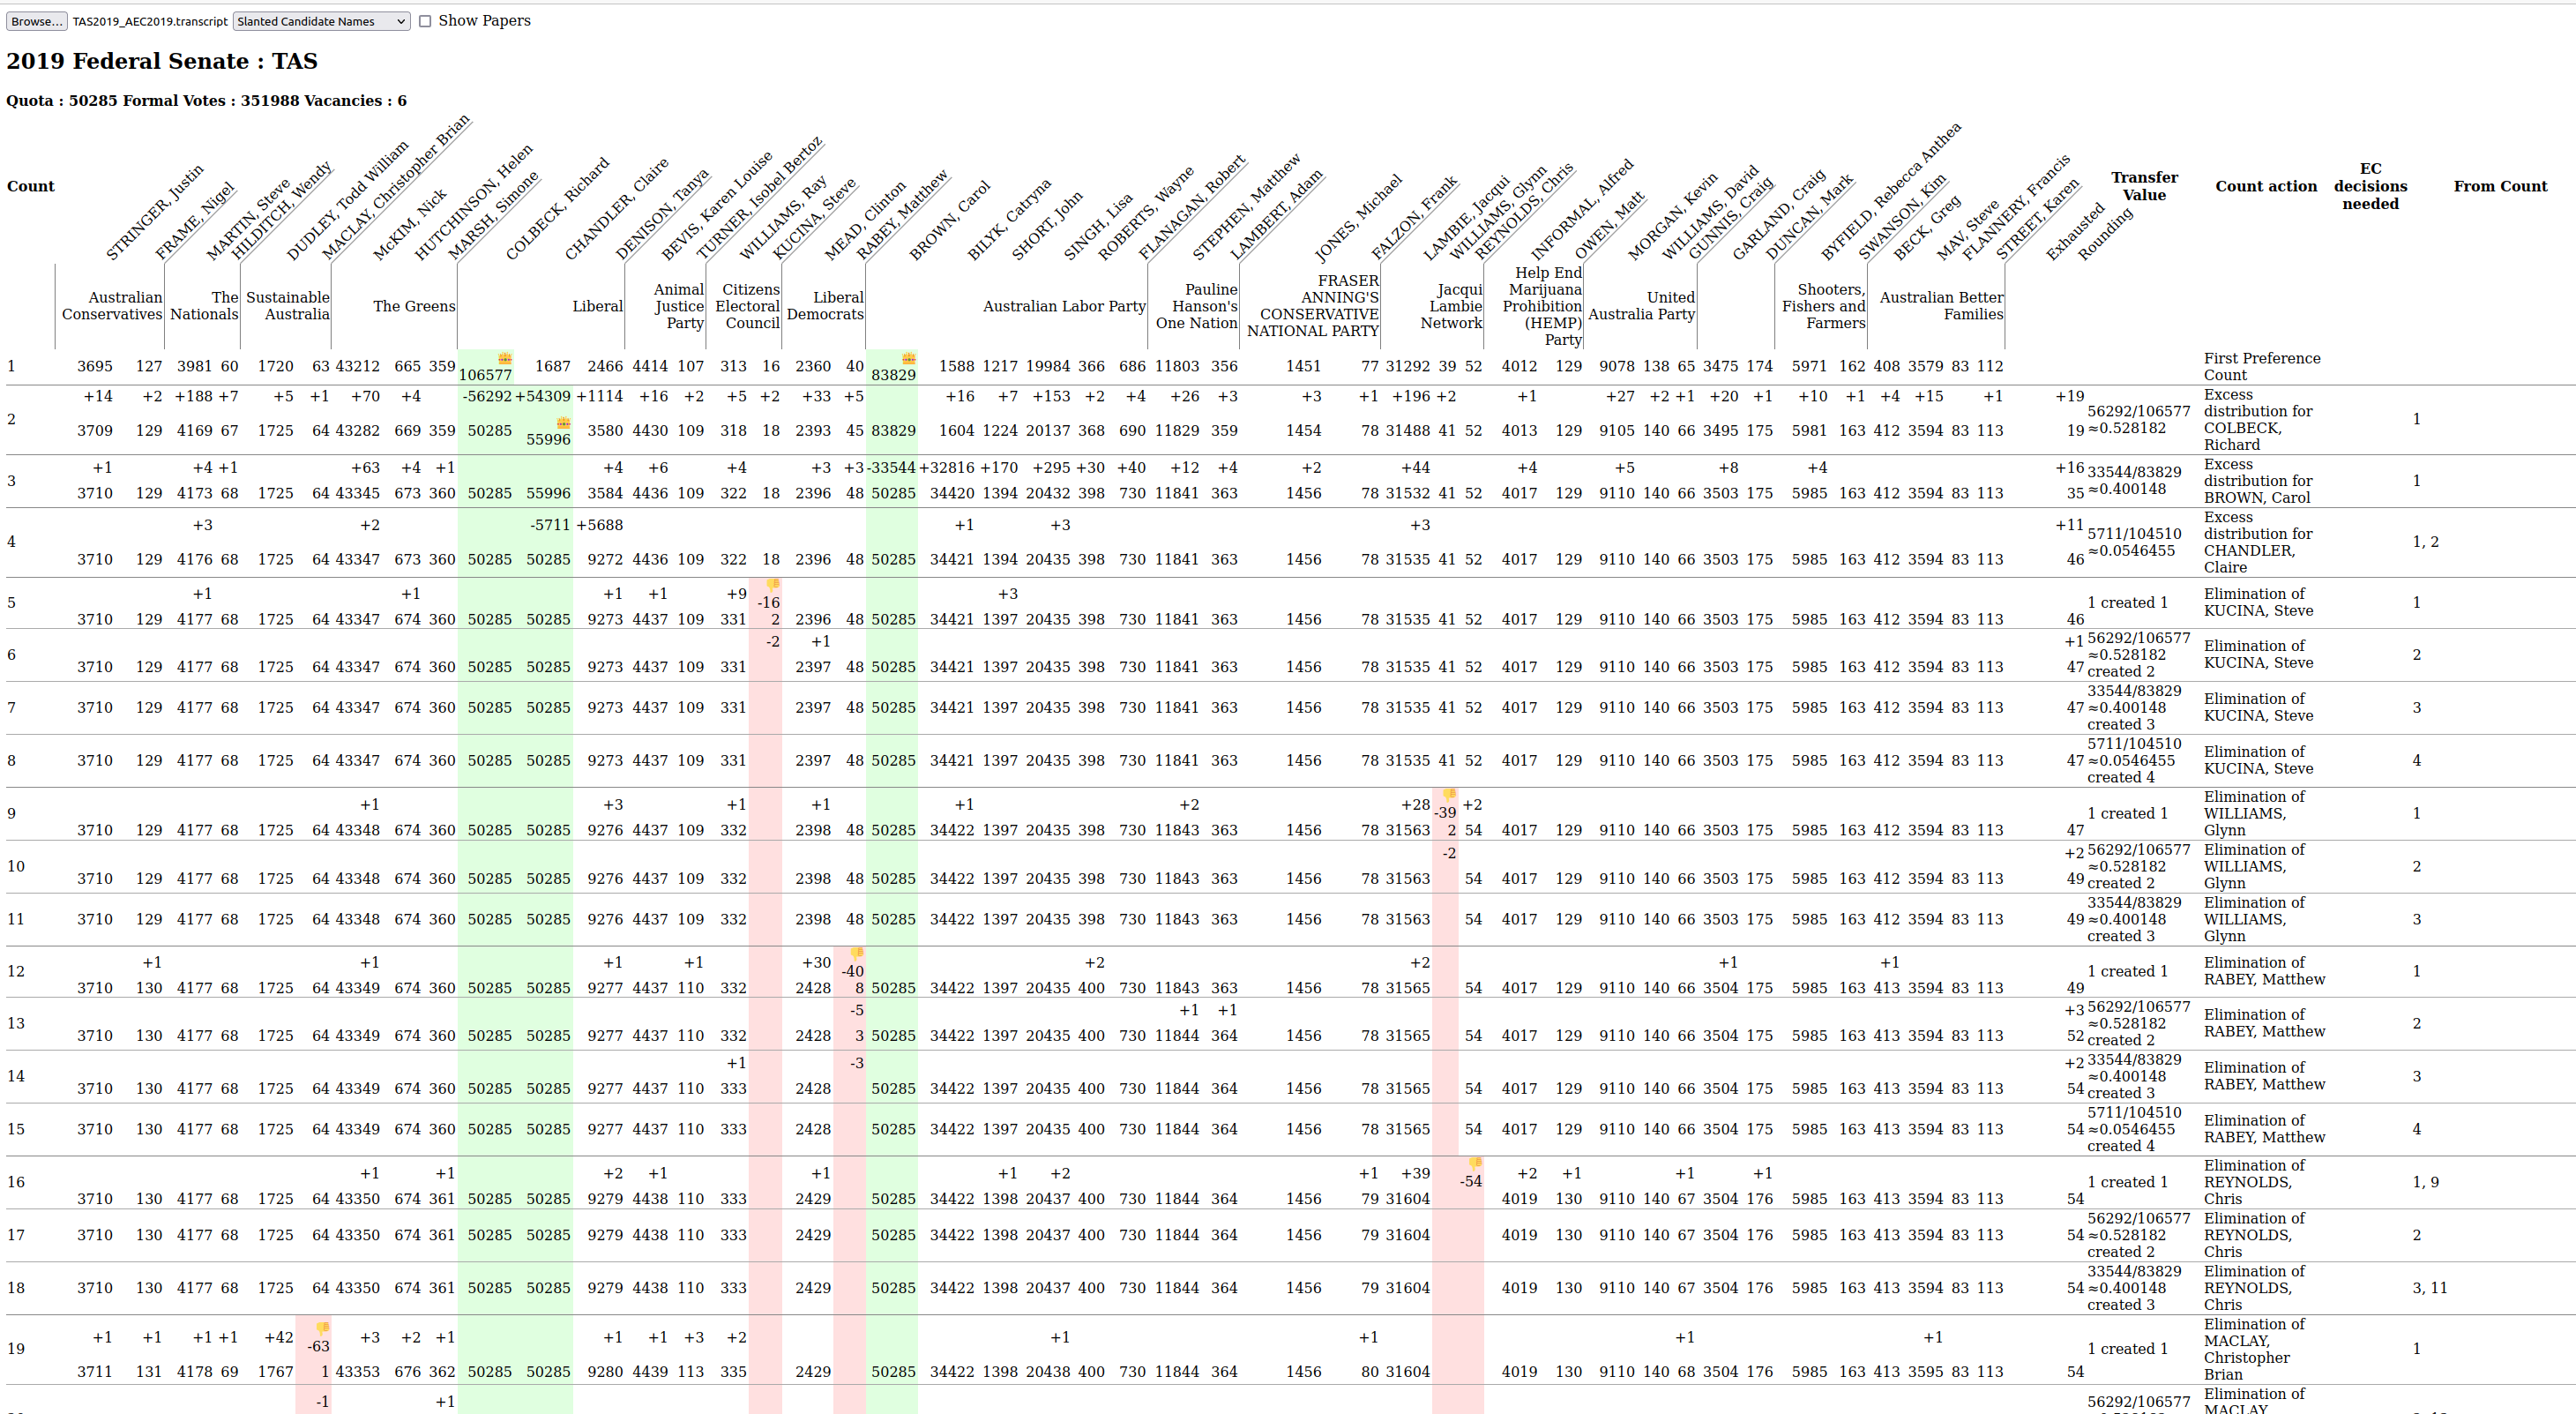 Browse... TAS2019_AEC2019.transcript Slanted Candidate Names Show Papers
2019 Federal Senate : TAS
Quota : 50285 Formal Votes : 351988 Vacancies : 6
Count STRINGER, Justin FRAME, Nigel MARTIN, Steve HILDITCH, Wendy DUDLEY, Todd William MACLAY, Christopher Brian McKIM, Nick HUTCHINSON, Helen MARSH, Simone COLBECK, Richard CHANDLER, Claire DENISON, Tanya BEVIS, Karen Louise TURNER, Isobel Bertoz WILLIAMS, Ray KUCINA, Steve MEAD, Clinton RABEY, Matthew BROWN, Carol BILYK, Catryna SHORT, John SINGH, Lisa ROBERTS, Wayne FLANAGAN, Robert STEPHEN, Matthew LAMBERT, Adam JONES, Michael FALZON, Frank LAMBIE, Jacqui WILLIAMS, Glynn REYNOLDS, Chris INFORMAL, Alfred OWEN, Matt MORGAN, Kevin WILLIAMS, David GUNNIS, Craig GARLAND, Craig DUNCAN, Mark BYFIELD, Rebecca Anthea SWANSON, Kim BECK, Greg MAV, Steve FLANNERY, Francis STREET, Karen Exhausted Rounding Transfer Value Count action EC decisions needed From Count
Australian Conservatives The Nationals Sustainable Australia The Greens Liberal Animal Justice Party Citizens Electoral Council Liberal Democrats Australian Labor Party Pauline Hanson's One Nation FRASER ANNING'S CONSERVATIVE NATIONAL PARTY Jacqui Lambie Network Help End Marijuana Prohibition (HEMP) Party United Australia Party Shooters, Fishers and Farmers Australian Better Families
1 3695 127 3981 60 1720 63 43212 665 359 106577 1687 2466 4414 107 313 16 2360 40 83829 1588 1217 19984 366 686 11803 356 1451 77 31292 39 52 4012 129 9078 138 65 3475 174 5971 162 408 3579 83 112 First Preference Count
2 +14 +2 +188 +7 +5 +1 +70 +4 -56292 +54309 +1114 +16 +2 +5 +2 +33 +5 +16 +7 +153 +2 +4 +26 +3 +3 +1 +196 +2 +1 +27 +2 +1 +20 +1 +10 +1 +4 +15 +1 +19 56292/106577 ≈0.528182 Excess distribution for COLBECK, Richard 1
3709 129 4169 67 1725 64 43282 669 359 50285 55996 3580 4430 109 318 18 2393 45 83829 1604 1224 20137 368 690 11829 359 1454 78 31488 41 52 4013 129 9105 140 66 3495 175 5981 163 412 3594 83 113 19
3 +1 +4 +1 +63 +4 +1 +4 +6 +4 +3 +3 -33544 +32816 +170 +295 +30 +40 +12 +4 +2 +44 +4 +5 +8 +4 +16 33544/83829 ≈0.400148 Excess distribution for BROWN, Carol 1
3710 129 4173 68 1725 64 43345 673 360 50285 55996 3584 4436 109 322 18 2396 48 50285 34420 1394 20432 398 730 11841 363 1456 78 31532 41 52 4017 129 9110 140 66 3503 175 5985 163 412 3594 83 113 35
4 +3 +2 -5711 +5688 +1 +3 +3 +11 5711/104510 ≈0.0546455 Excess distribution for CHANDLER, Claire 1, 2
3710 129 4176 68 1725 64 43347 673 360 50285 50285 9272 4436 109 322 18 2396 48 50285 34421 1394 20435 398 730 11841 363 1456 78 31535 41 52 4017 129 9110 140 66 3503 175 5985 163 412 3594 83 113 46
5 +1 +1 +1 +1 +9 -16 +3 1 created 1 Elimination of KUCINA, Steve 1
3710 129 4177 68 1725 64 43347 674 360 50285 50285 9273 4437 109 331 2 2396 48 50285 34421 1397 20435 398 730 11841 363 1456 78 31535 41 52 4017 129 9110 140 66 3503 175 5985 163 412 3594 83 113 46
6 -2 +1 +1 56292/106577 ≈0.528182 created 2 Elimination of KUCINA, Steve 2
3710 129 4177 68 1725 64 43347 674 360 50285 50285 9273 4437 109 331 2397 48 50285 34421 1397 20435 398 730 11841 363 1456 78 31535 41 52 4017 129 9110 140 66 3503 175 5985 163 412 3594 83 113 47
7 3710 129 4177 68 1725 64 43347 674 360 50285 50285 9273 4437 109 331 2397 48 50285 34421 1397 20435 398 730 11841 363 1456 78 31535 41 52 4017 129 9110 140 66 3503 175 5985 163 412 3594 83 113 47 33544/83829 ≈0.400148 created 3 Elimination of KUCINA, Steve 3
8 3710 129 4177 68 1725 64 43347 674 360 50285 50285 9273 4437 109 331 2397 48 50285 34421 1397 20435 398 730 11841 363 1456 78 31535 41 52 4017 129 9110 140 66 3503 175 5985 163 412 3594 83 113 47 5711/104510 ≈0.0546455 created 4 Elimination of KUCINA, Steve 4
9 +1 +3 +1 +1 +1 +2 +28 -39 +2 1 created 1 Elimination of WILLIAMS, Glynn 1
3710 129 4177 68 1725 64 43348 674 360 50285 50285 9276 4437 109 332 2398 48 50285 34422 1397 20435 398 730 11843 363 1456 78 31563 2 54 4017 129 9110 140 66 3503 175 5985 163 412 3594 83 113 47
10 -2 +2 56292/106577 ≈0.528182 created 2 Elimination of WILLIAMS, Glynn 2
3710 129 4177 68 1725 64 43348 674 360 50285 50285 9276 4437 109 332 2398 48 50285 34422 1397 20435 398 730 11843 363 1456 78 31563 54 4017 129 9110 140 66 3503 175 5985 163 412 3594 83 113 49
11 3710 129 4177 68 1725 64 43348 674 360 50285 50285 9276 4437 109 332 2398 48 50285 34422 1397 20435 398 730 11843 363 1456 78 31563 54 4017 129 9110 140 66 3503 175 5985 163 412 3594 83 113 49 33544/83829 ≈0.400148 created 3 Elimination of WILLIAMS, Glynn 3
12 +1 +1 +1 +1 +30 -40 +2 +2 +1 +1 1 created 1 Elimination of RABEY, Matthew 1
3710 130 4177 68 1725 64 43349 674 360 50285 50285 9277 4437 110 332 2428 8 50285 34422 1397 20435 400 730 11843 363 1456 78 31565 54 4017 129 9110 140 66 3504 175 5985 163 413 3594 83 113 49
13 -5 +1 +1 +3 56292/106577 ≈0.528182 created 2 Elimination of RABEY, Matthew 2
3710 130 4177 68 1725 64 43349 674 360 50285 50285 9277 4437 110 332 2428 3 50285 34422 1397 20435 400 730 11844 364 1456 78 31565 54 4017 129 9110 140 66 3504 175 5985 163 413 3594 83 113 52
14 +1 -3 +2 33544/83829 ≈0.400148 created 3 Elimination of RABEY, Matthew 3
3710 130 4177 68 1725 64 43349 674 360 50285 50285 9277 4437 110 333 2428 50285 34422 1397 20435 400 730 11844 364 1456 78 31565 54 4017 129 9110 140 66 3504 175 5985 163 413 3594 83 113 54
15 3710 130 4177 68 1725 64 43349 674 360 50285 50285 9277 4437 110 333 2428 50285 34422 1397 20435 400 730 11844 364 1456 78 31565 54 4017 129 9110 140 66 3504 175 5985 163 413 3594 83 113 54 5711/104510 ≈0.0546455 created 4 Elimination of RABEY, Matthew 4
16 +1 +1 +2 +1 +1 +1 +2 +1 +39 -54 +2 +1 +1 +1 1 created 1 Elimination of REYNOLDS, Chris 1, 9
3710 130 4177 68 1725 64 43350 674 361 50285 50285 9279 4438 110 333 2429 50285 34422 1398 20437 400 730 11844 364 1456 79 31604 4019 130 9110 140 67 3504 176 5985 163 413 3594 83 113 54
17 3710 130 4177 68 1725 64 43350 674 361 50285 50285 9279 4438 110 333 2429 50285 34422 1398 20437 400 730 11844 364 1456 79 31604 4019 130 9110 140 67 3504 176 5985 163 413 3594 83 113 54 56292/106577 ≈0.528182 created 2 Elimination of REYNOLDS, Chris 2
18 3710 130 4177 68 1725 64 43350 674 361 50285 50285 9279 4438 110 333 2429 50285 34422 1398 20437 400 730 11844 364 1456 79 31604 4019 130 9110 140 67 3504 176 5985 163 413 3594 83 113 54 33544/83829 ≈0.400148 created 3 Elimination of REYNOLDS, Chris 3, 11
19 +1 +1 +1 +1 +42 -63 +3 +2 +1 +1 +1 +3 +2 +1 +1 +1 +1 1 created 1 Elimination of MACLAY, Christopher Brian 1
3711 131 4178 69 1767 1 43353 676 362 50285 50285 9280 4439 113 335 2429 50285 34422 1398 20438 400 730 11844 364 1456 80 31604 4019 130 9110 140 68 3504 176 5985 163 413 3595 83 113 54
-1 +1 56292/106577 Elimination of